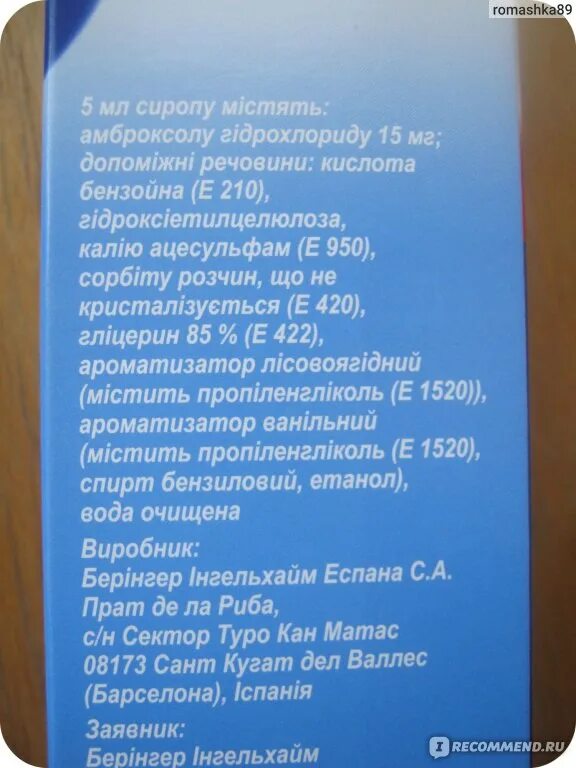 romashka89
5 мл сиропу містять:
амброксолу гідрохлориду 15 мг;
допоміжні речовини: кислота
бензойна (Е 210),
гідроксіетилцелюлоза,
калію ацесульфам (Е 950),
сорбіту розчин, що не
кристалізується (Е 420),
гліцерин 85 % (Е 422),
ароматизатор лісовоягідний
(містить пропіленгліколь (Е 1520)),
ароматизатор ванільний
(містить пропіленгліколь (Е 1520),
спирт бензиловий, етанол),
вода очищена
Виробник:
Берінгер Інгельхайм Еспана С.А.
Прат де ла Риба,
с/н Сектор Туро Кан Матас
08173 Сант Кугат дел Валлес
(Барселона), Іспанія
Заявник:
Берінгер Інгельхайм
I RECOMMEND.RU